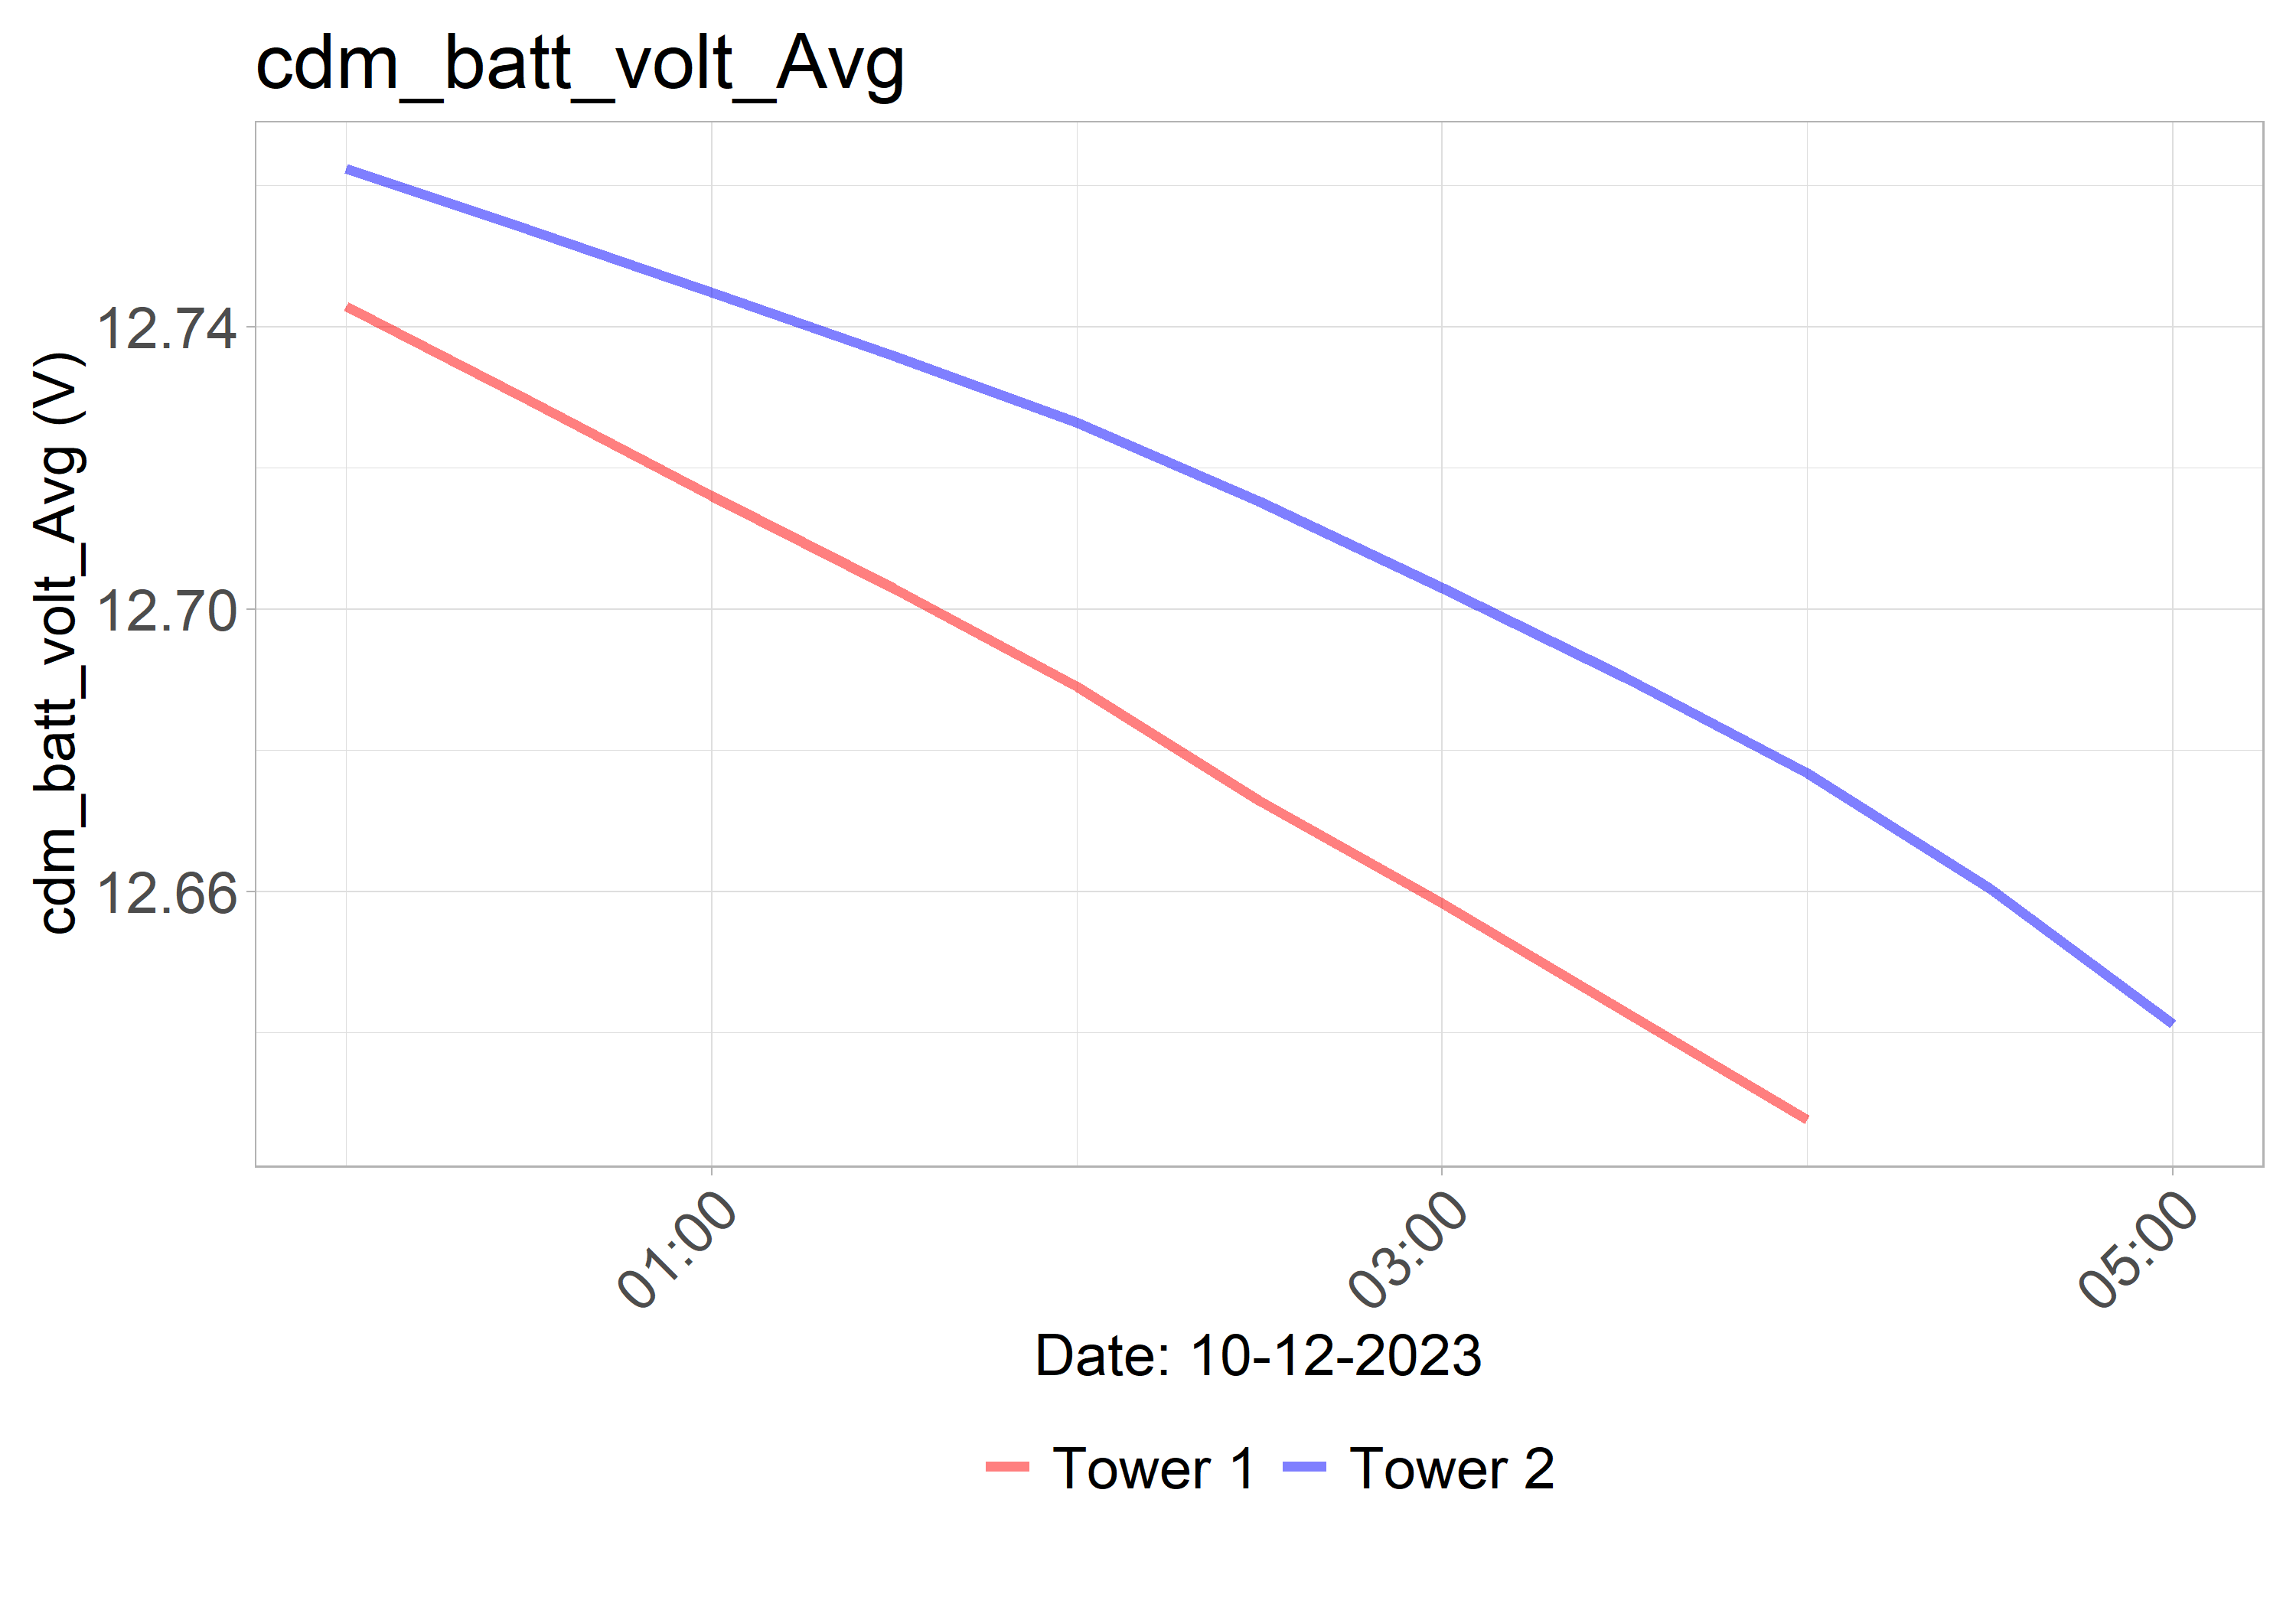 cdm_batt_volt_Avg
cdm_batt_volt_Avg (V)
12.74
12.70
12.66
01:00
03:00
05:00
Date: 10-12-2023
Tower 1
Tower 2